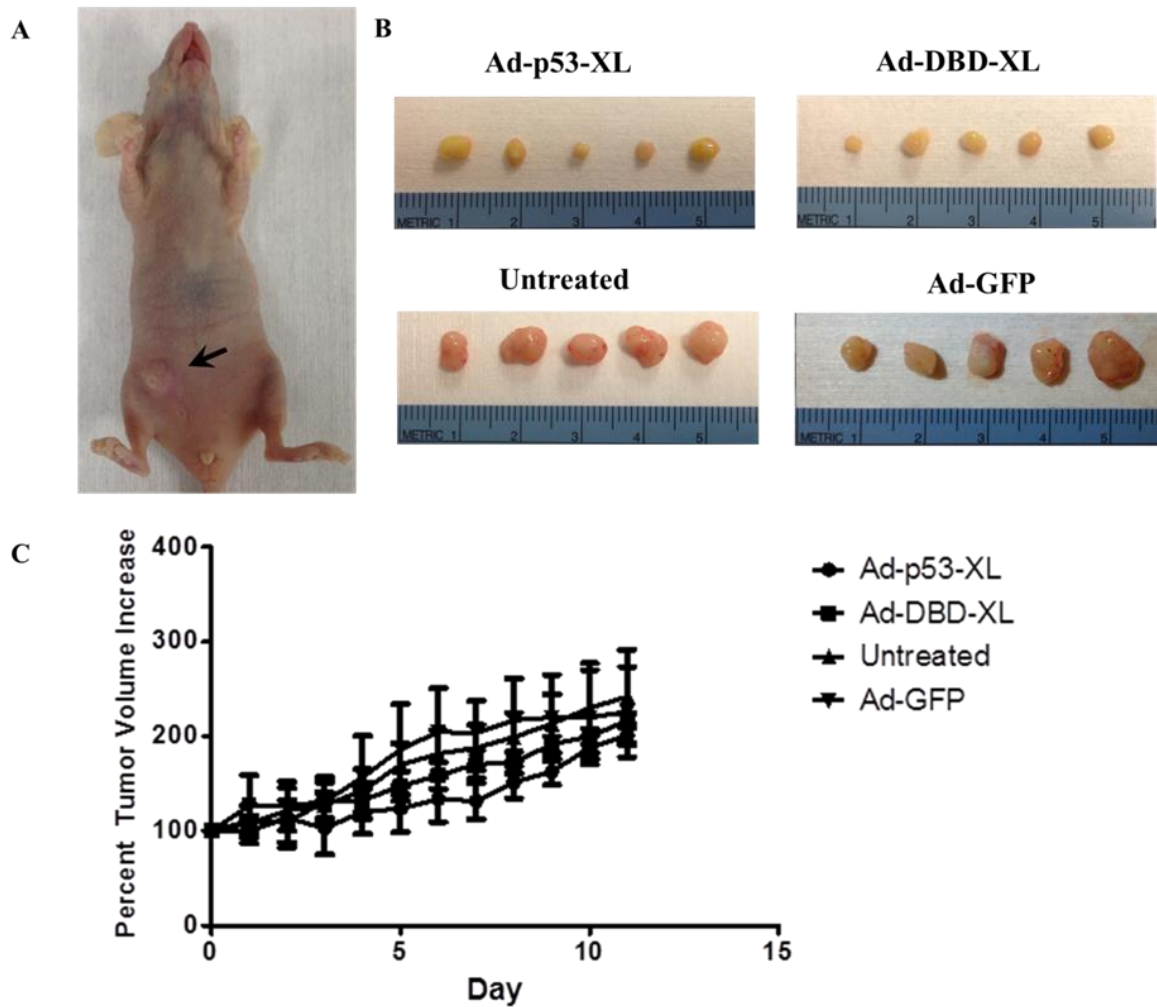 A
B
Ad-p53-XL
Ad-DBD-XL
METRIC 1 2 3 4 5
METRIC 1 2 3 4 5
Untreated
Ad-GFP
METRIC 1 2 3 4 5
METRIC 1 2 3 4 5
C
Percent Tumor Volume Increase
400
300
200
100
0
0 5 10 15
Day
Ad-p53-XL
Ad-DBD-XL
Untreated
Ad-GFP